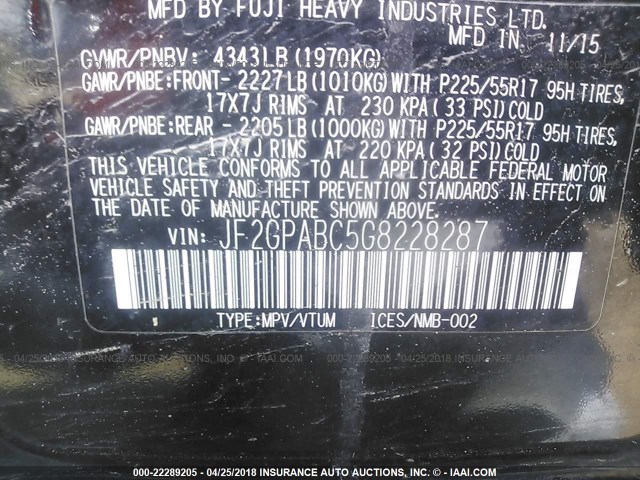 MFD BY FUJI HEAVY INDUSTRIES LTD.
MFD IN 11/15
GVWR/PNBV: 4343LB(1970KG)
GAWR/PNBE:FRONT-2227LB(1010KG)WITH P225/55R17 95H TIRES,
17X7J RIMS AT 230 KPA(33 PSI)COLD
GAWR/PNBE:REAR -2205LB(1000KG)WITH P225/55R17 95H TIRES,
17X7J RIMS AT 220 KPA(32 PSI)COLD
THIS VEHICLE CONFORMS TO ALL APPLICABLE FEDERAL MOTOR
VEHICLE SAFETY AND THEFT PREVENTION STANDARDS IN EFFECT ON
THE DATE OF MANUFACTURE SHOWN ABOVE.
VIN: JF2GPABC5G8228287
TYPE:MPV/VTUM ICES/NMB-002
000-22289205 - 04/25/2018 INSURANCE AUTO AUCTIONS, INC. - © IAAI.COM